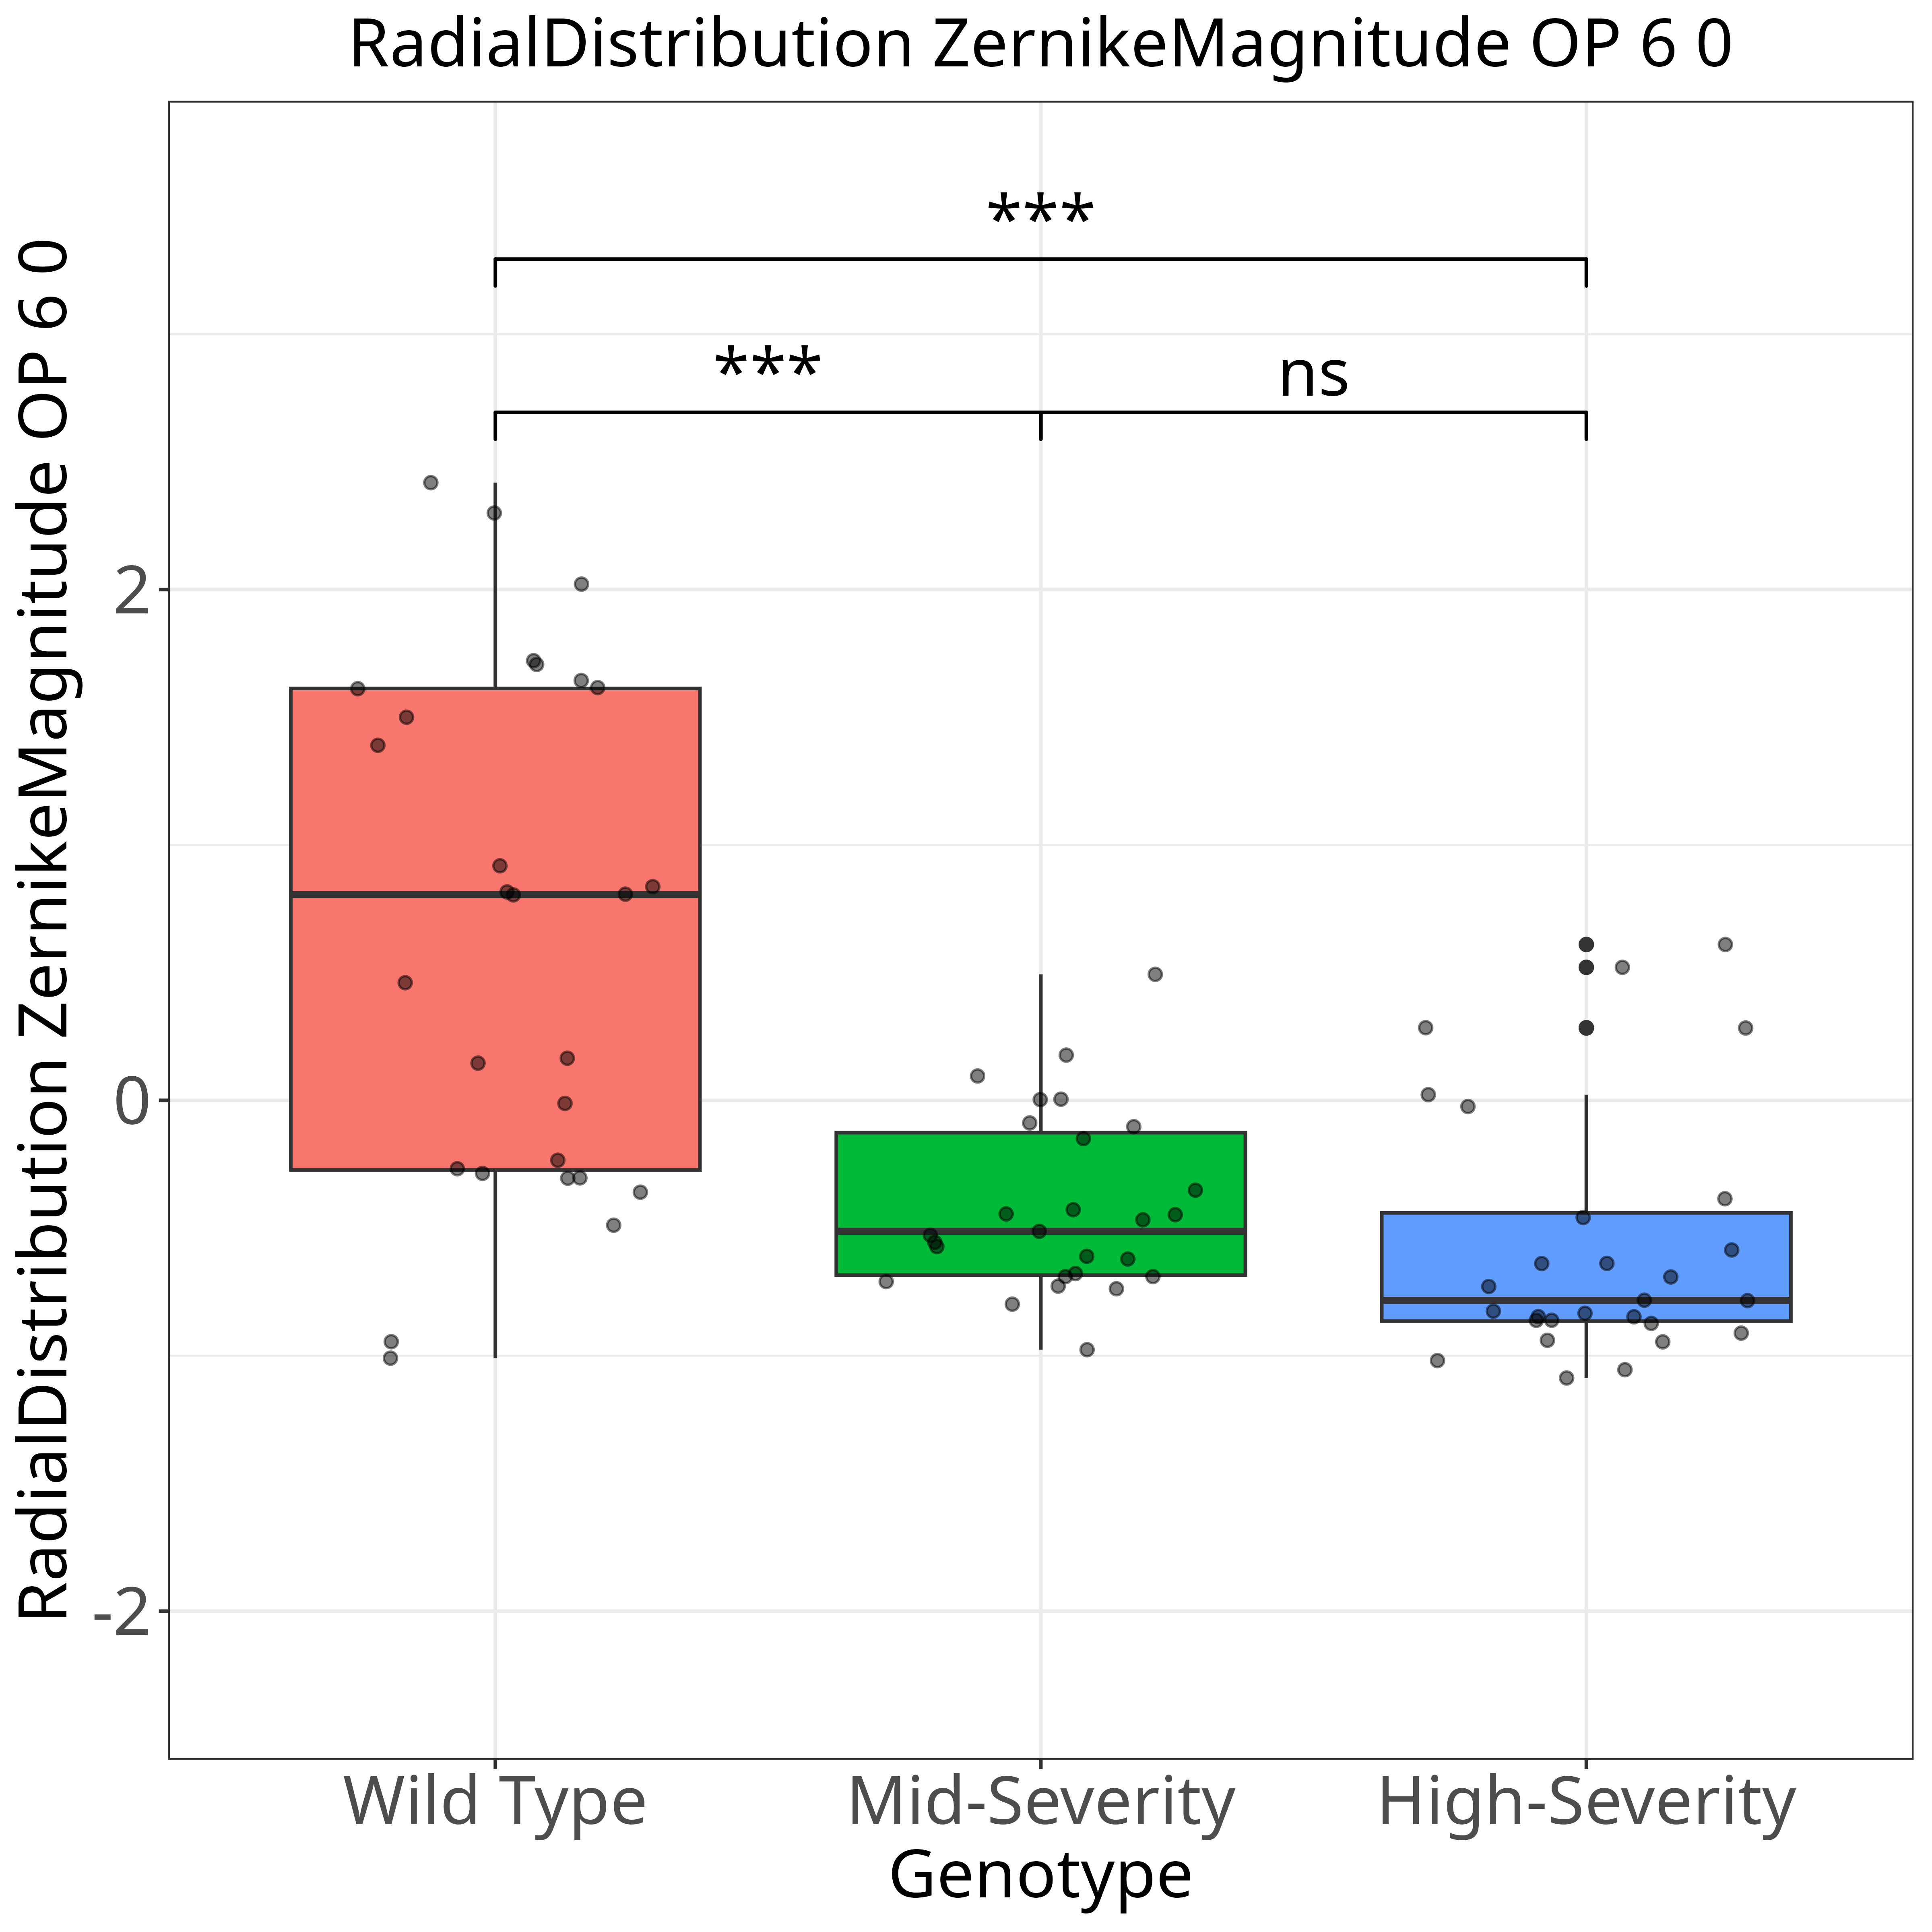 RadialDistribution ZernikeMagnitude OP 6 0
RadialDistribution ZernikeMagnitude OP 6 0
***
***
ns
2
0
-2
Wild Type
Mid-Severity
High-Severity
Genotype